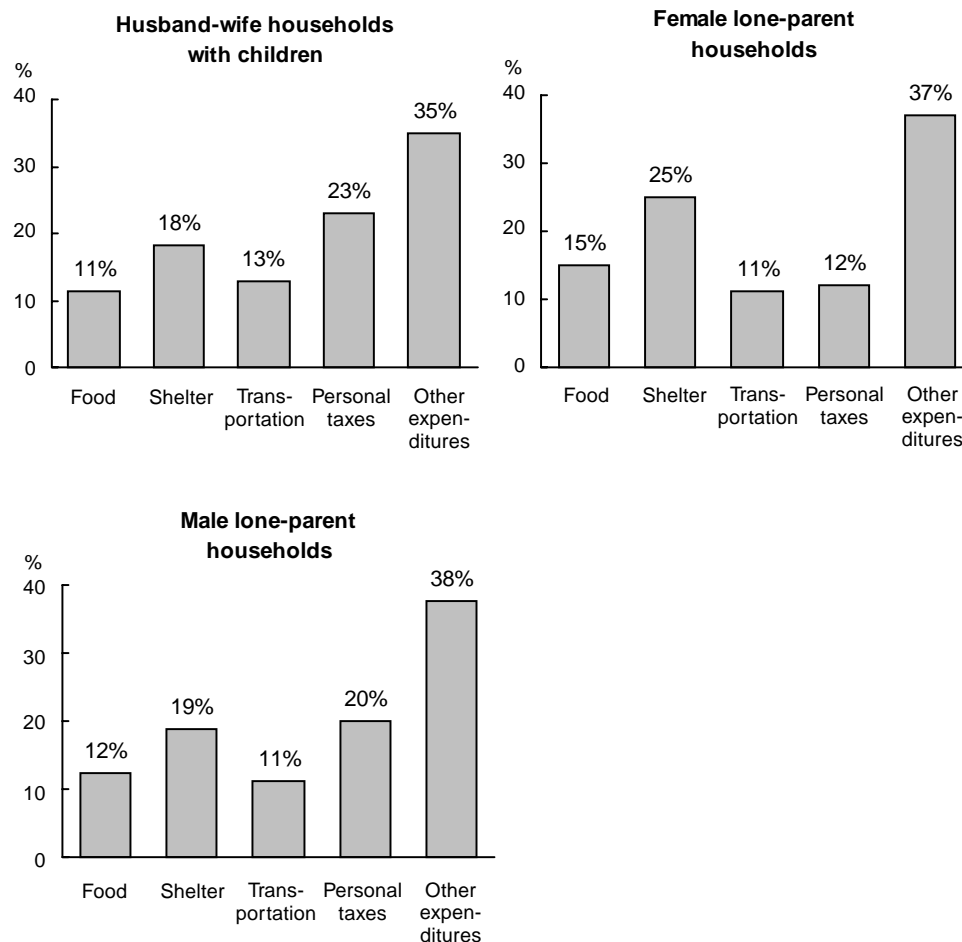 Husband-wife households
with children
%
40
30
20
10
0
11%
18%
13%
23%
35%
Food
Shelter
Trans-
portation
Personal
taxes
Other
expen-
ditures
Female lone-parent
households
%
40
30
20
10
0
15%
25%
11%
12%
37%
Food
Shelter
Trans-
portation
Personal
taxes
Other
expen-
ditures
Male lone-parent
households
%
40
30
20
10
0
12%
19%
11%
20%
38%
Food
Shelter
Trans-
portation
Personal
taxes
Other
expen-
ditures